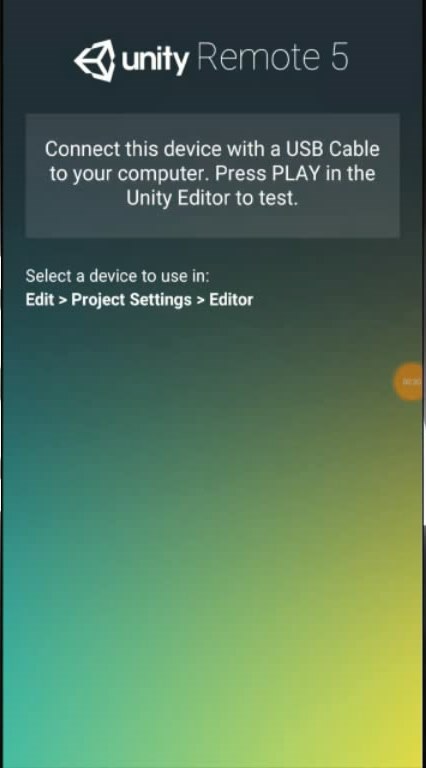 unity Remote 5
Connect this device with a USB Cable
to your computer. Press PLAY in the
Unity Editor to test.
Select a device to use in:
Edit > Project Settings > Editor